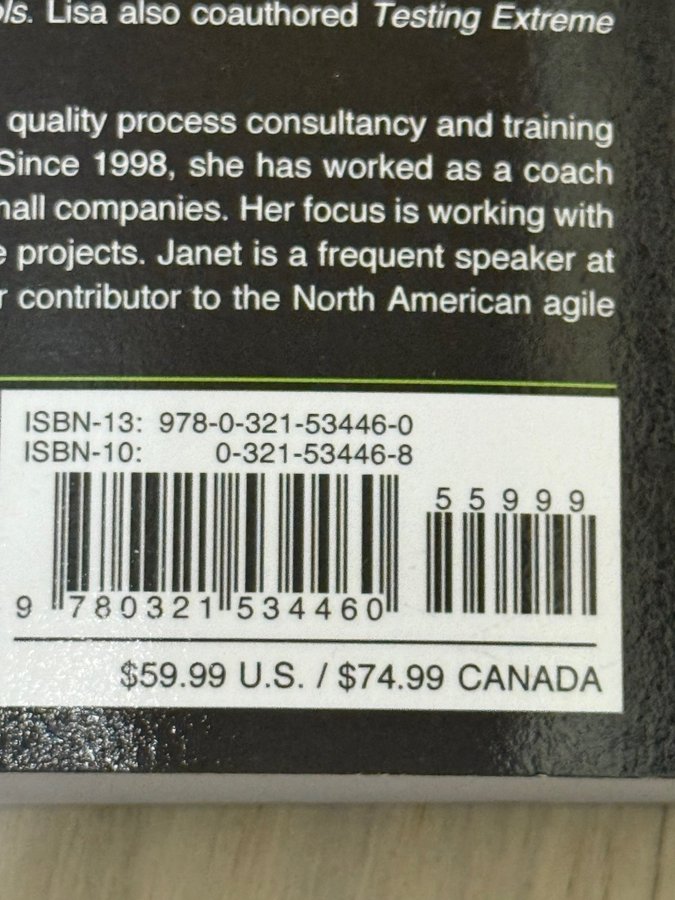 ols. Lisa also coauthored Testing Extreme
quality process consultancy and training
Since 1998, she has worked as a coach
mall companies. Her focus is working with
e projects. Janet is a frequent speaker at
r contributor to the North American agile
ISBN-13: 978-0-321-53446-0
ISBN-10: 0-321-53446-8
55999
9 780321 534460
$59.99 U.S. / $74.99 CANADA